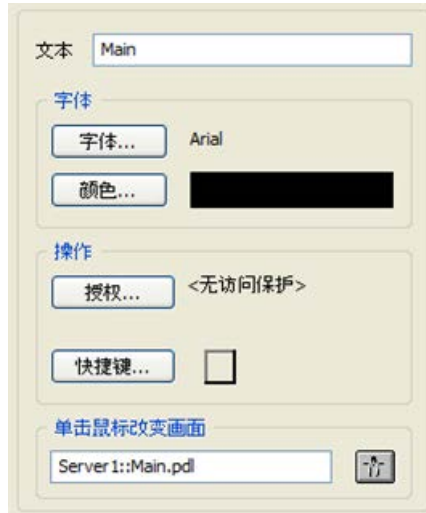 文本 Main
字体
字体... Arial
颜色...
操作
授权... <无访问保护>
快捷键...
单击鼠标改变画面
Server1::Main.pdl